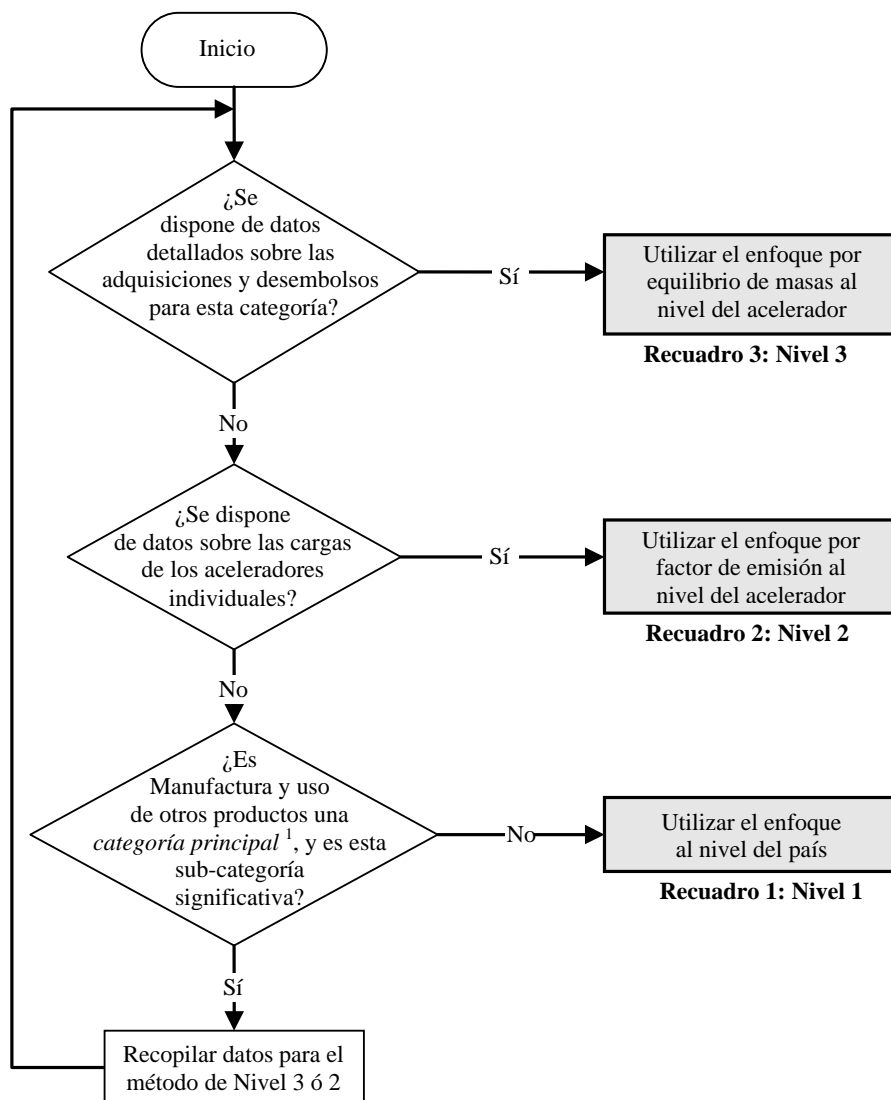 Inicio
¿Se
dispone de datos
detallados sobre las
adquisiciones y desembolsos
para esta categoría?
Sí
Utilizar el enfoque por
equilibrio de masas al
nivel del acelerador
Recuadro 3: Nivel 3
No
¿Se dispone
de datos sobre las cargas
de los aceleradores
individuales?
Sí
Utilizar el enfoque por
factor de emisión al
nivel del acelerador
Recuadro 2: Nivel 2
No
¿Es
Manufactura y uso
de otros productos una
categoría principal 1, y es esta
sub-categoría
significativa?
No
Utilizar el enfoque
al nivel del país
Recuadro 1: Nivel 1
Sí
Recopilar datos para el
método de Nivel 3 ó 2